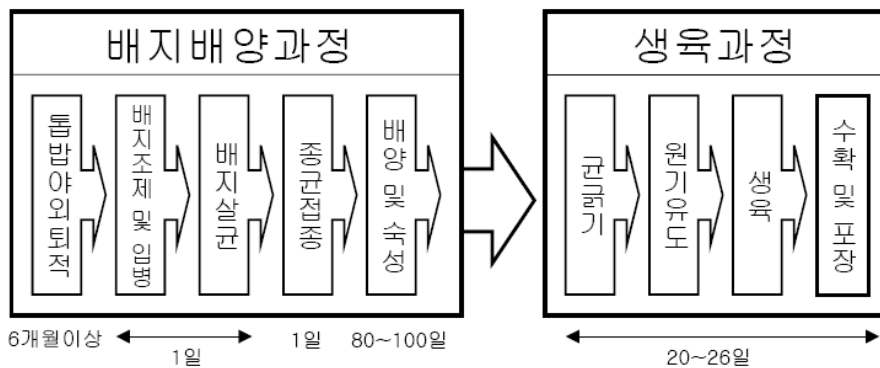 배지배양과정
톱밥야외퇴적
배지조제 및 입병
배지살균
종균접종
배양 및 숙성
6개월이상
1일
1일
80~100일
생육과정
균긁기
원기유도
생육
수확 및 포장
20~26일